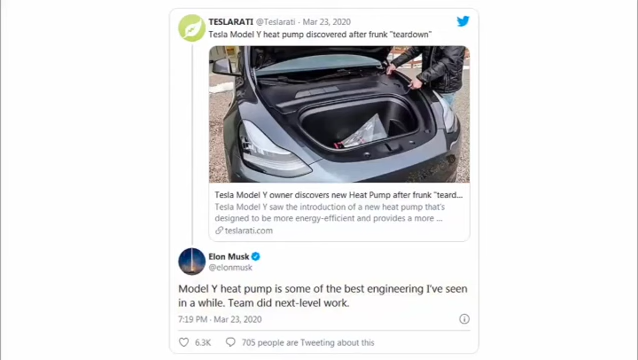 TESLARATI @Teslarati · Mar 23, 2020
Tesla Model Y heat pump discovered after frunk "teardown"
Tesla Model Y owner discovers new Heat Pump after frunk "teard...
Tesla Model Y saw the introduction of a new heat pump that's
designed to be more energy-efficient and provides a more ...
teslarati.com
Elon Musk
@elonmusk
Model Y heat pump is some of the best engineering I've seen
in a while. Team did next-level work.
7:19 PM · Mar 23, 2020
6.3K 705 people are Tweeting about this